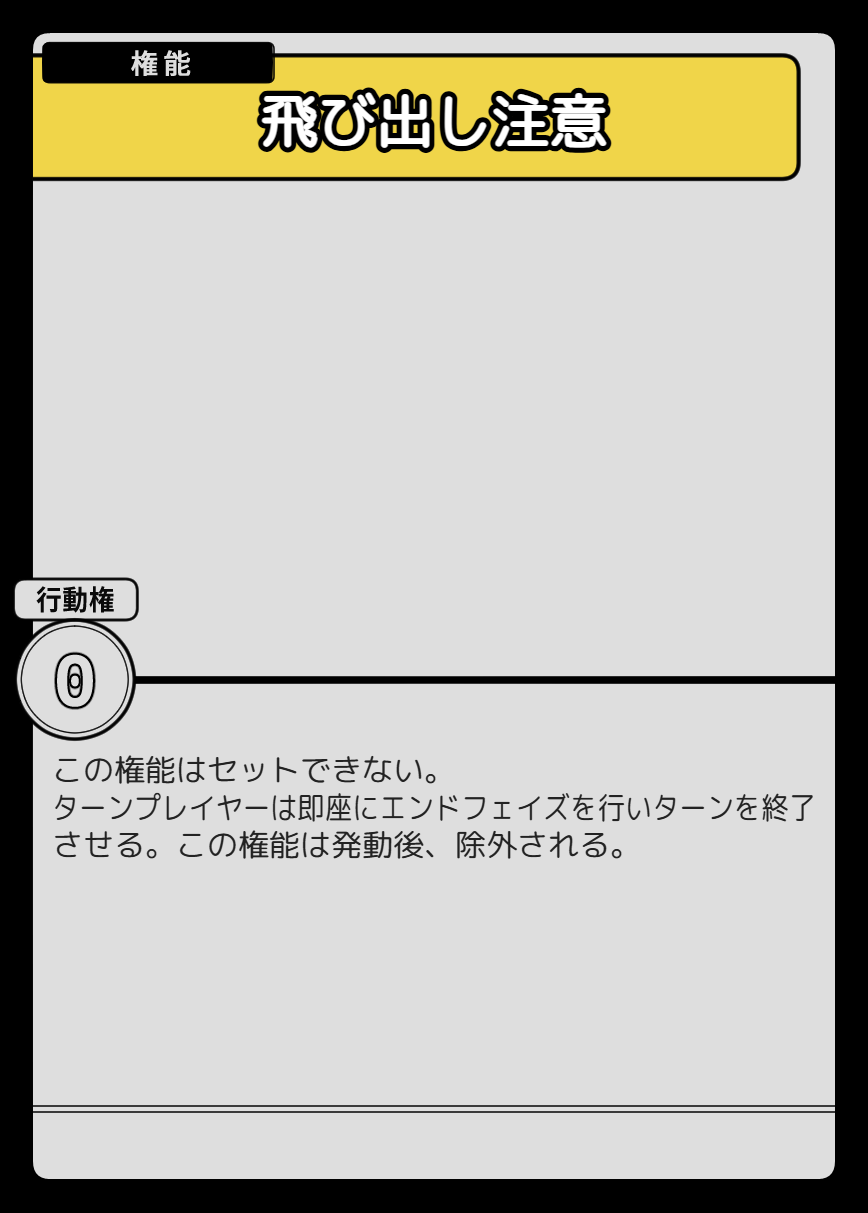 権能
飛び出し注意
行動権
0
この権能はセットできない。
ターンプレイヤーは即座にエンドフェイズを行いターンを終了
させる。この権能は発動後、除外される。